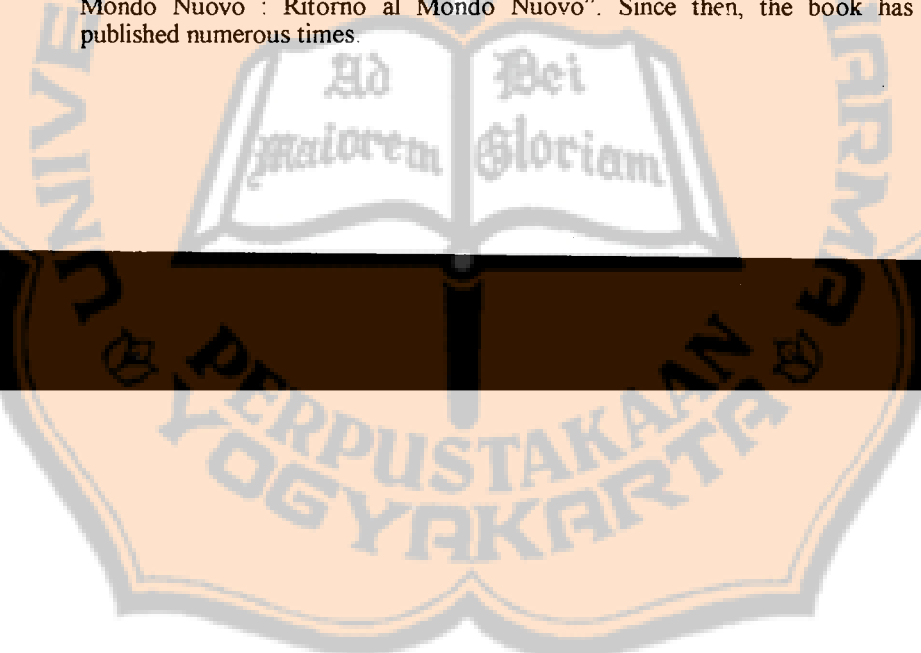 Mondo Nuovo : Ritorno al Mondo Nuovo”. Since then, the book has
published numerous times.
Ad Dei
maiorem Gloriam
PERPUSTAKAAN
YOGYAKARTA